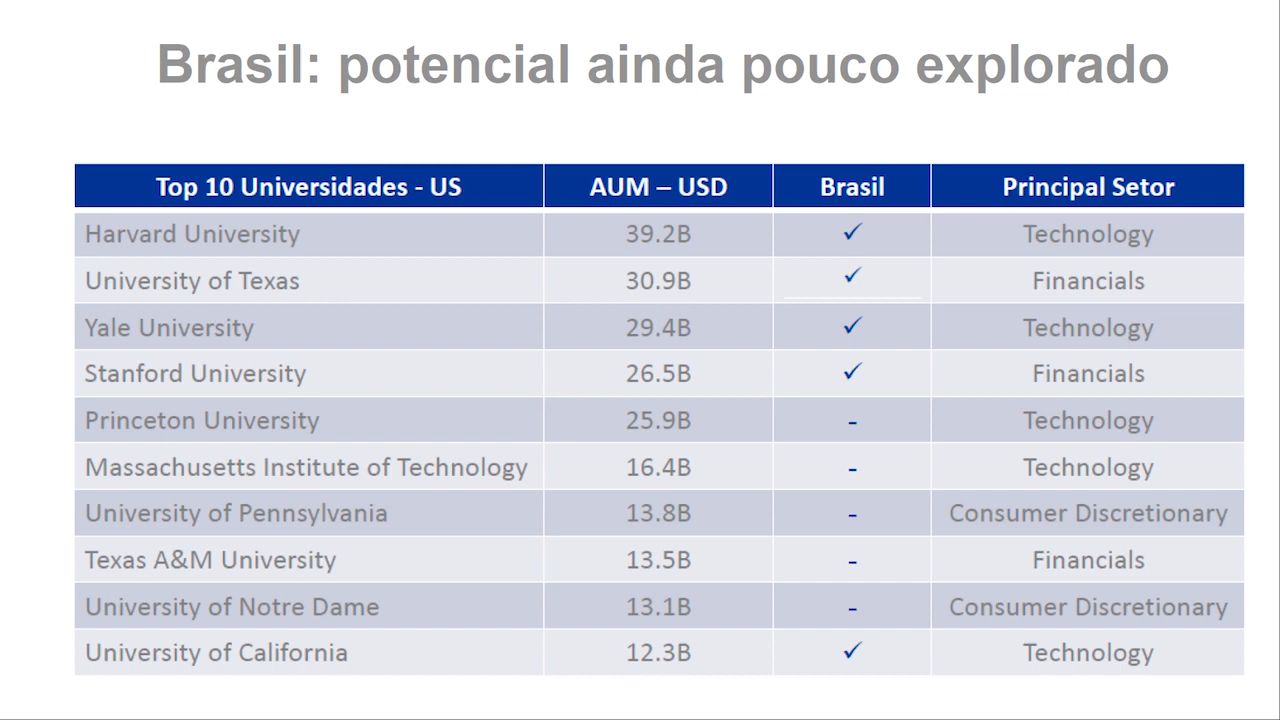 Brasil: potencial ainda pouco explorado
Top 10 Universidades - US AUM – USD Brasil Principal Setor
Harvard University 39.2B ✓ Technology
University of Texas 30.9B ✓ Financials
Yale University 29.4B ✓ Technology
Stanford University 26.5B ✓ Financials
Princeton University 25.9B - Technology
Massachusetts Institute of Technology 16.4B - Technology
University of Pennsylvania 13.8B - Consumer Discretionary
Texas A&M University 13.5B - Financials
University of Notre Dame 13.1B - Consumer Discretionary
University of California 12.3B ✓ Technology